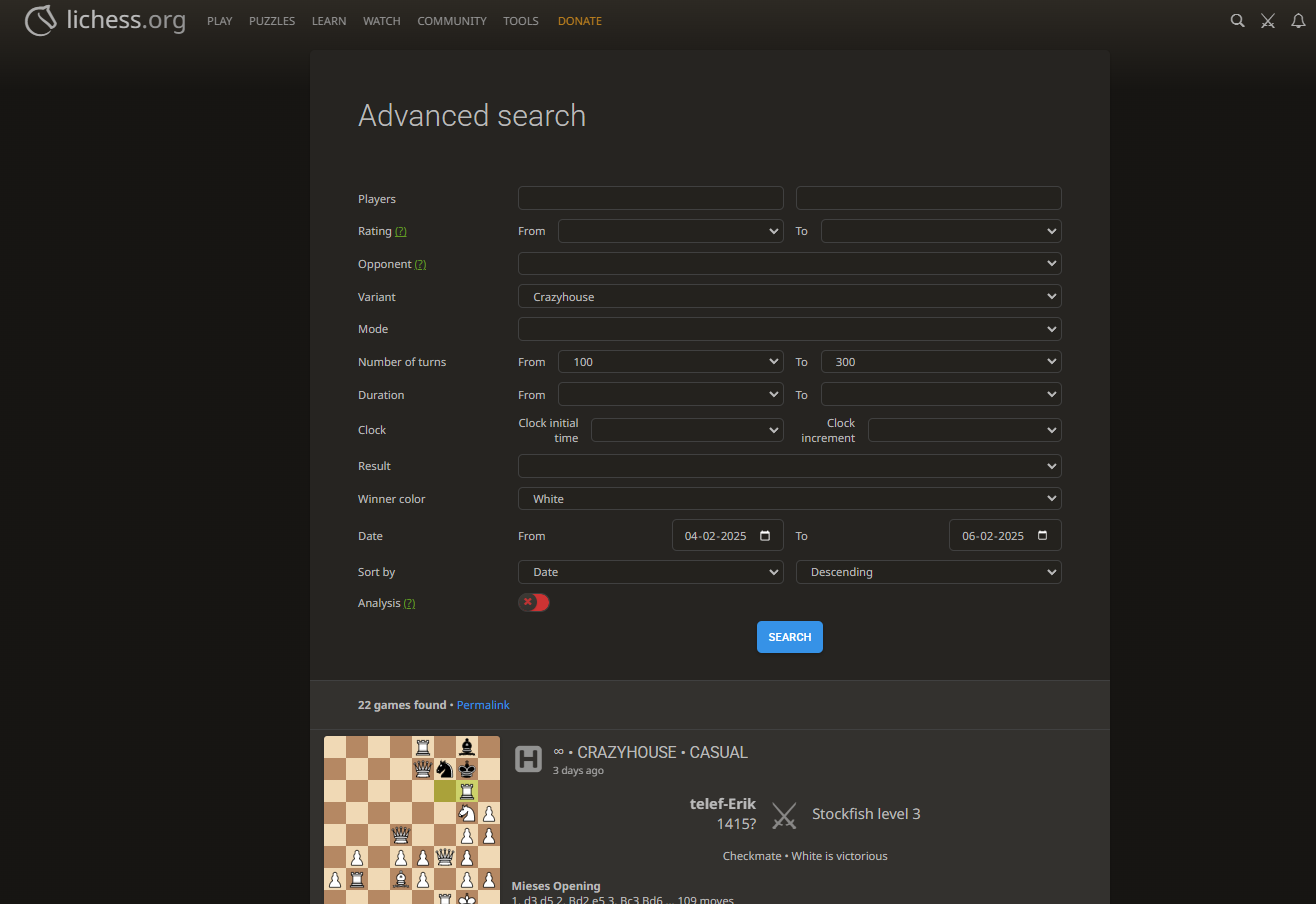 lichess.org PLAY PUZZLES LEARN WATCH COMMUNITY TOOLS DONATE
Advanced search
Players
Rating (?) From To
Opponent (?)
Variant Crazyhouse
Mode
Number of turns From 100 To 300
Duration From To
Clock Clock initial time Clock increment
Result
Winner color White
Date From 04-02-2025 To 06-02-2025
Sort by Date Descending
Analysis (?)
SEARCH
22 games found • Permalink
∞ • CRAZYHOUSE • CASUAL
3 days ago
telef-Erik Stockfish level 3
1415?
Checkmate • White is victorious
Mieses Opening
1. d3 d5 2. Bd2 e5 3. Bc3 Bd6 ... 109 moves